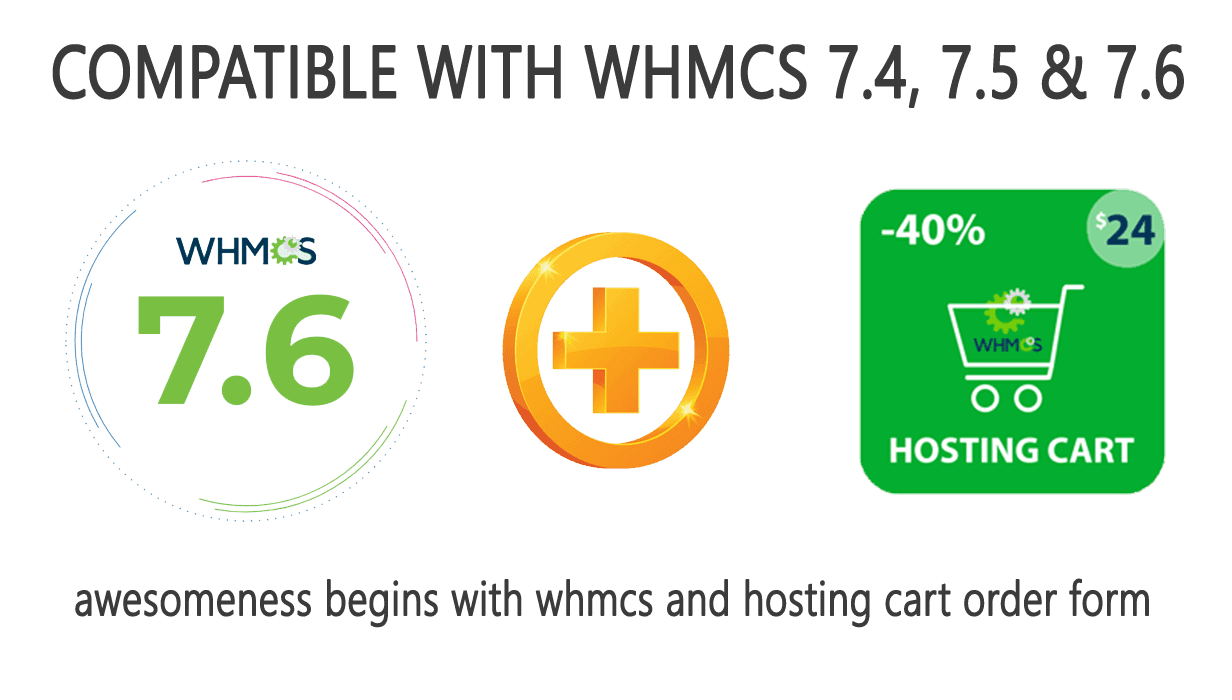 COMPATIBLE WITH WHMCS 7.4, 7.5 & 7.6
WHMCS
7.6
-40%
$24
WHMCS
HOSTING CART
awesomeness begins with whmcs and hosting cart order form